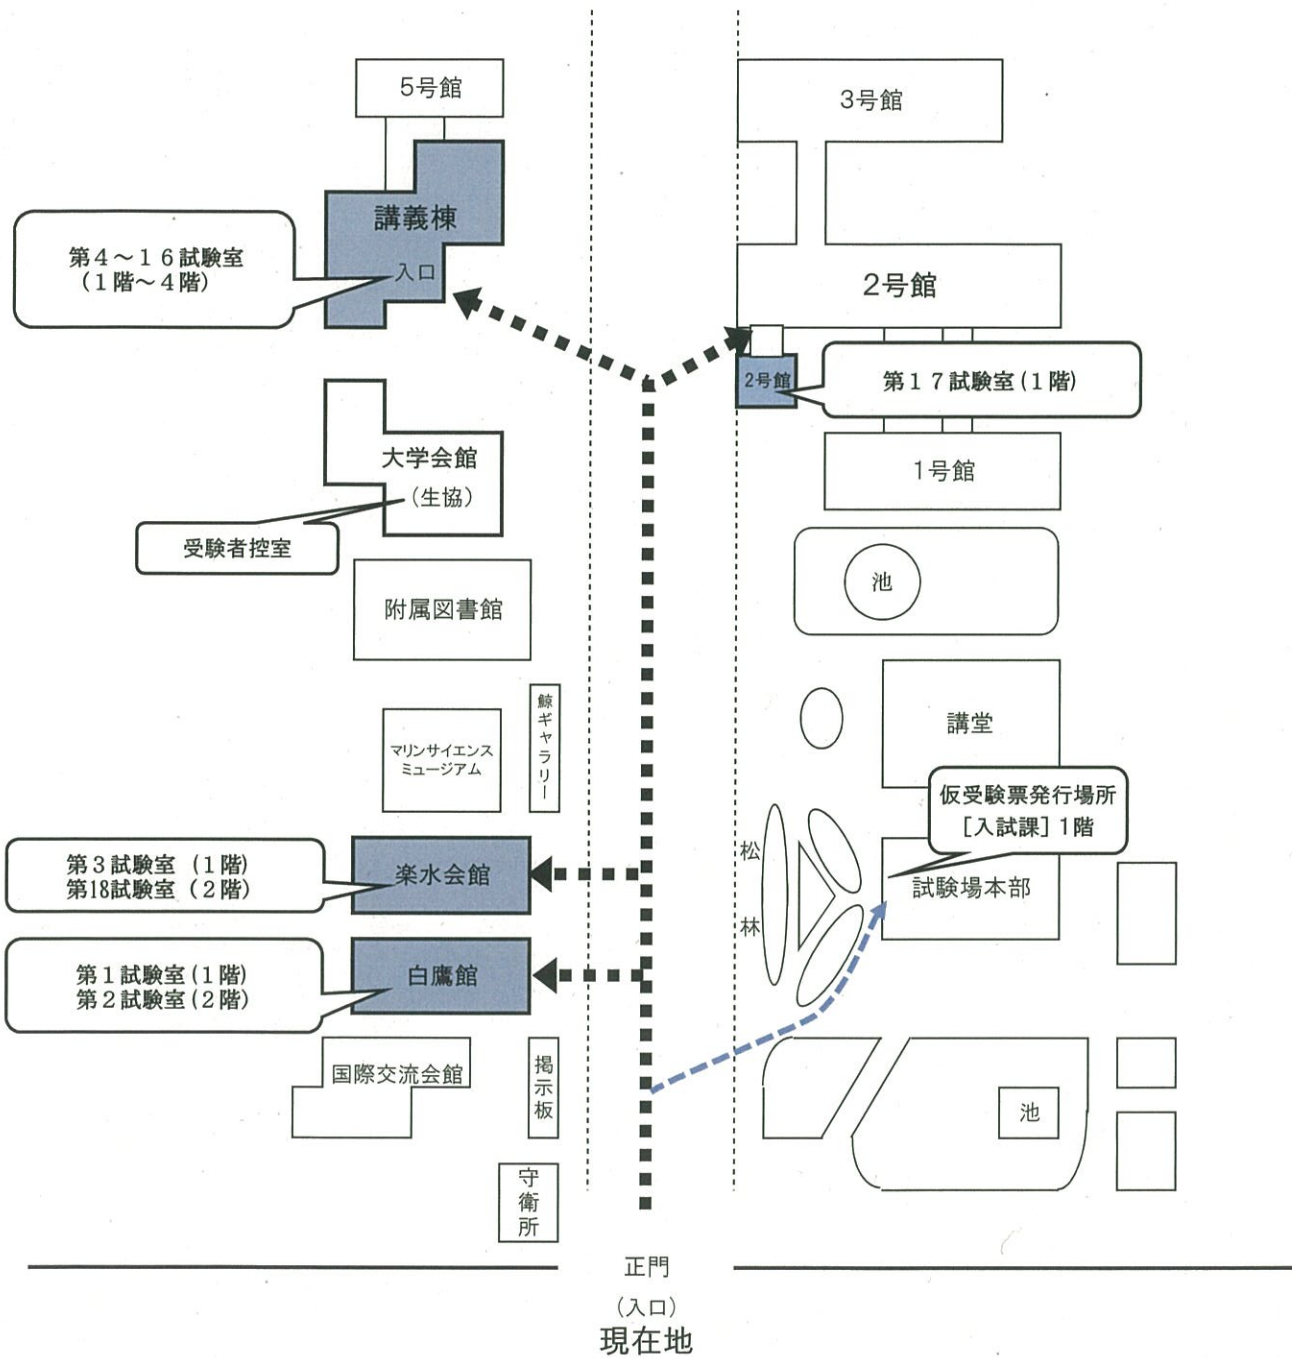 5号館
3号館
講義棟
入口
第4～16試験室
(1階～4階)
2号館
2号館
第17試験室(1階)
大学会館
(生協)
1号館
受験者控室
池
附属図書館
鯨ギャラリー
講堂
マリンサイエンス
ミュージアム
仮受験票発行場所
[入試課]1階
松林
第3試験室 (1階)
第18試験室 (2階)
楽水会館
試験場本部
第1試験室(1階)
第2試験室(2階)
白鷹館
国際交流会館
掲示板
池
守衛所
正門
(入口)
現在地